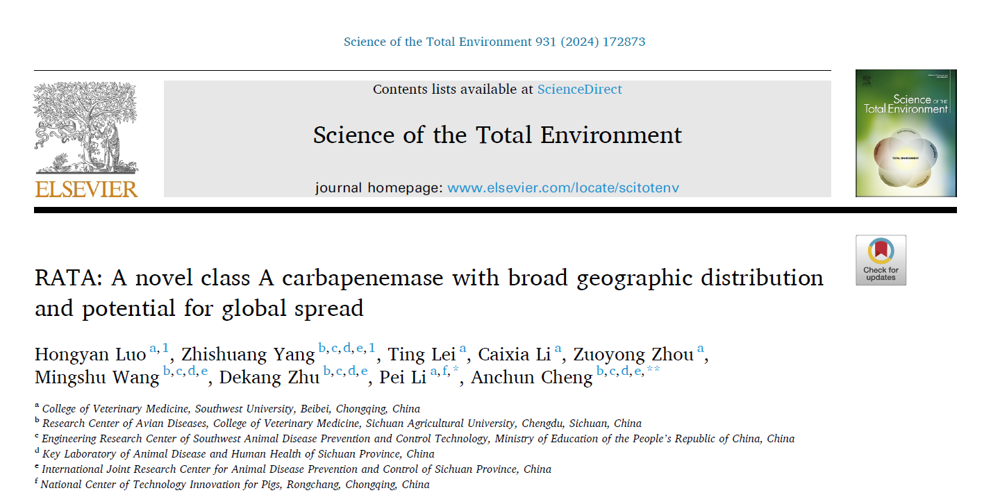 Science of the Total Environment 931 (2024) 172873
Contents lists available at ScienceDirect
Science of the Total Environment
journal homepage: www.elsevier.com/locate/scitotenv
NON SOLUS
ELSEVIER
Science OF THE
Total Environment
TOTAL ENVIRONMENT
Check for
updates
RATA: A novel class A carbapenemase with broad geographic distribution
and potential for global spread
Hongyan Luo a,1, Zhishuang Yang b,c,d,e,1, Ting Lei a, Caixia Li a, Zuoyong Zhou a,
Mingshu Wang b,c,d,e, Dekang Zhu b,c,d,e, Pei Li a,f,*, Anchun Cheng b,c,d,e,**
a College of Veterinary Medicine, Southwest University, Beibei, Chongqing, China
b Research Center of Avian Diseases, College of Veterinary Medicine, Sichuan Agricultural University, Chengdu, Sichuan, China
c Engineering Research Center of Southwest Animal Disease Prevention and Control Technology, Ministry of Education of the People's Republic of China, China
d Key Laboratory of Animal Disease and Human Health of Sichuan Province, China
e International Joint Research Center for Animal Disease Prevention and Control of Sichuan Province, China
f National Center of Technology Innovation for Pigs, Rongchang, Chongqing, China